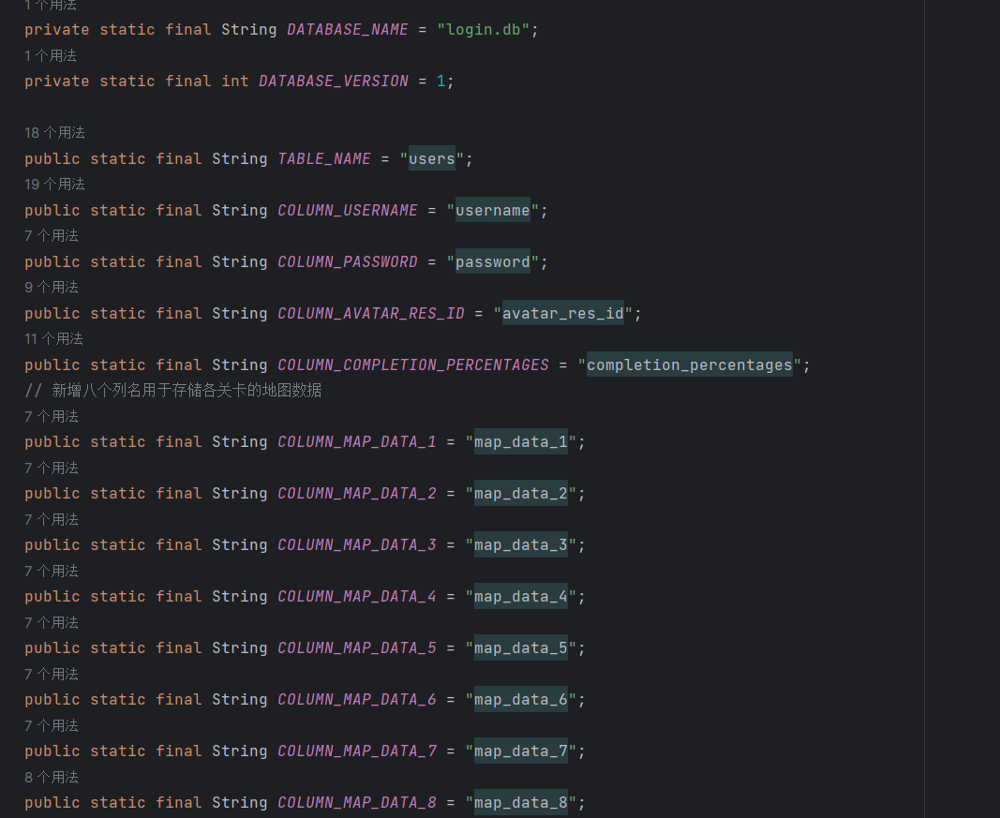 1 个用法
private static final String DATABASE_NAME = "login.db";
1 个用法
private static final int DATABASE_VERSION = 1;
18 个用法
public static final String TABLE_NAME = "users";
19 个用法
public static final String COLUMN_USERNAME = "username";
7 个用法
public static final String COLUMN_PASSWORD = "password";
9 个用法
public static final String COLUMN_AVATAR_RES_ID = "avatar_res_id";
11 个用法
public static final String COLUMN_COMPLETION_PERCENTAGES = "completion_percentages";
// 新增八个列名用于存储各关卡的地图数据
7 个用法
public static final String COLUMN_MAP_DATA_1 = "map_data_1";
7 个用法
public static final String COLUMN_MAP_DATA_2 = "map_data_2";
7 个用法
public static final String COLUMN_MAP_DATA_3 = "map_data_3";
7 个用法
public static final String COLUMN_MAP_DATA_4 = "map_data_4";
7 个用法
public static final String COLUMN_MAP_DATA_5 = "map_data_5";
7 个用法
public static final String COLUMN_MAP_DATA_6 = "map_data_6";
7 个用法
public static final String COLUMN_MAP_DATA_7 = "map_data_7";
8 个用法
public static final String COLUMN_MAP_DATA_8 = "map_data_8";